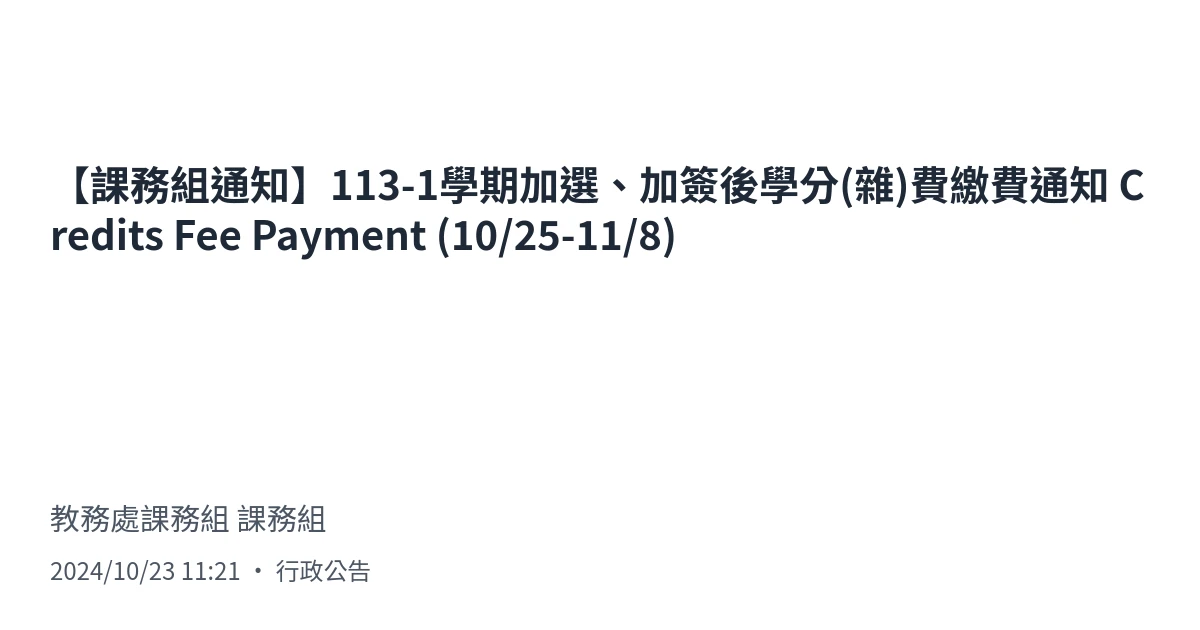 【課務組通知】113-1學期加選、加簽後學分(雜)費繳費通知 C
redits Fee Payment (10/25-11/8)
教務處課務組 課務組
2024/10/23 11:21 • 行政公告